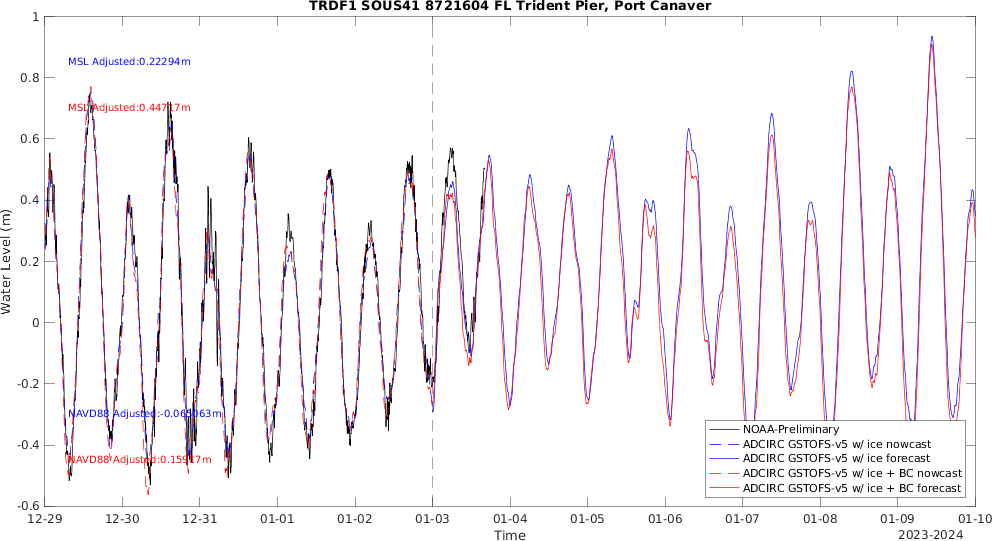 TRDF1 SOUS41 8721604 FL Trident Pier, Port Canaver
Water Level (m)
1
0.8
0.6
0.4
0.2
0
-0.2
-0.4
-0.6
MSL Adjusted:0.22294m
MSL Adjusted:0.44717m
NAVD88 Adjusted:-0.065063m
NAVD88 Adjusted:0.15917m
NOAA-Preliminary
ADCIRC GSTOFS-v5 w/ ice nowcast
ADCIRC GSTOFS-v5 w/ ice forecast
ADCIRC GSTOFS-v5 w/ ice + BC nowcast
ADCIRC GSTOFS-v5 w/ ice + BC forecast
12-29 12-30 12-31 01-01 01-02 01-03 01-04 01-05 01-06 01-07 01-08 01-09 01-10
Time
2023-2024